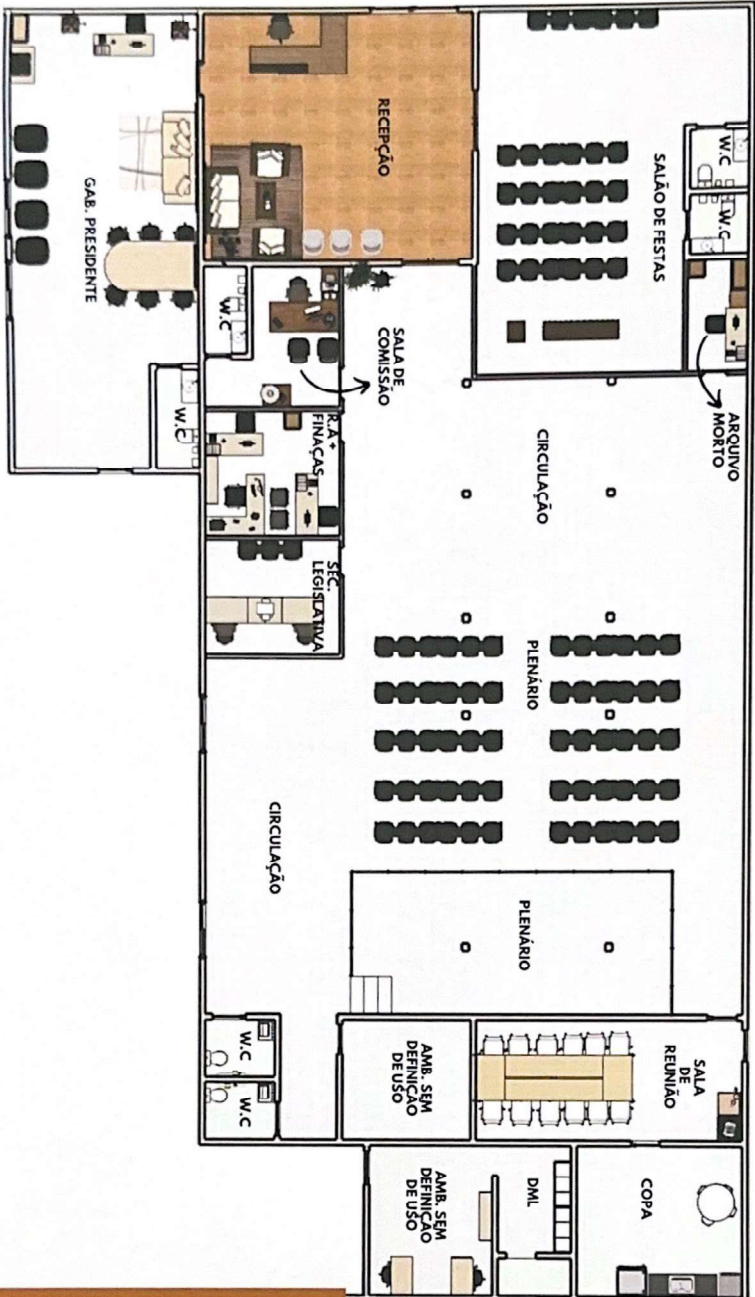 RECEPÇÃO
GAB. PRESIDENTE
SALÃO DE FESTAS
W.C
W.C
ARQUIVO
MORTO
W.C
W.C
SALA DE
COMISSÃO
R.A +
FINAÇAS
SEC.
LEGISLATIVA
CIRCULAÇÃO
PLENÁRIO
CIRCULAÇÃO
PLENÁRIO
W.C
W.C
AMB. SEM
DEFINIÇÃO
DE USO
SALA
DE
REUNIÃO
AMB. SEM
DEFINIÇÃO
DE USO
DML
COPA